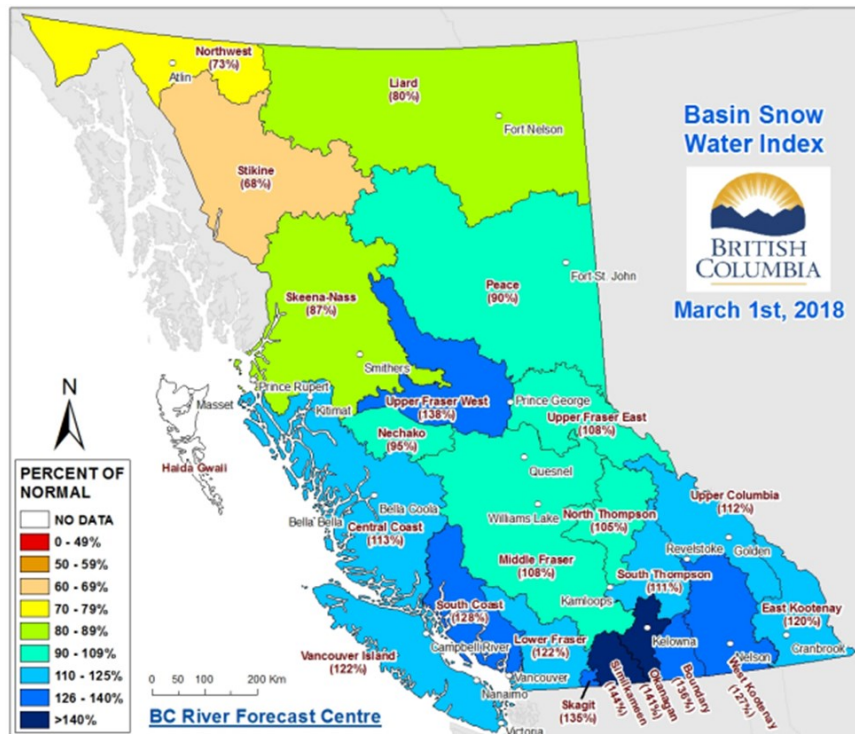 Northwest
(73%)
Atlin
Liard
(80%)
Fort Nelson
Basin Snow
Water Index
BRITISH
COLUMBIA
March 1st, 2018
Stikine
(68%)
Peace
(90%)
Fort St. John
Skeena-Nass
(87%)
Smithers
Prince Rupert
Masset
Kitimat
Upper Fraser West
(138%)
Prince George
Upper Fraser East
(108%)
Nechako
(95%)
Haida Gwaii
Quesnel
Bella Coola
Bella Bella
Central Coast
(113%)
Williams Lake
North Thompson
(105%)
Upper Columbia
(112%)
Revelstoke
Golden
Middle Fraser
(108%)
South Thompson
(111%)
Kamloops
South Coast
(128%)
East Kootenay
(120%)
Cranbrook
Vancouver Island
(122%)
Campbell River
Lower Fraser
(122%)
Kelowna
Nelson
Vancouver
Nanaimo
Victoria
Skagit
(135%)
Similkameen
(144%)
Okanagan
(141%)
Boundary
West Kootenay
(127%)
N
PERCENT OF
NORMAL
NO DATA
0 - 49%
50 - 59%
60 - 69%
70 - 79%
80 - 89%
90 - 109%
110 - 125%
126 - 140%
>140%
0 50 100 200 Km
BC River Forecast Centre